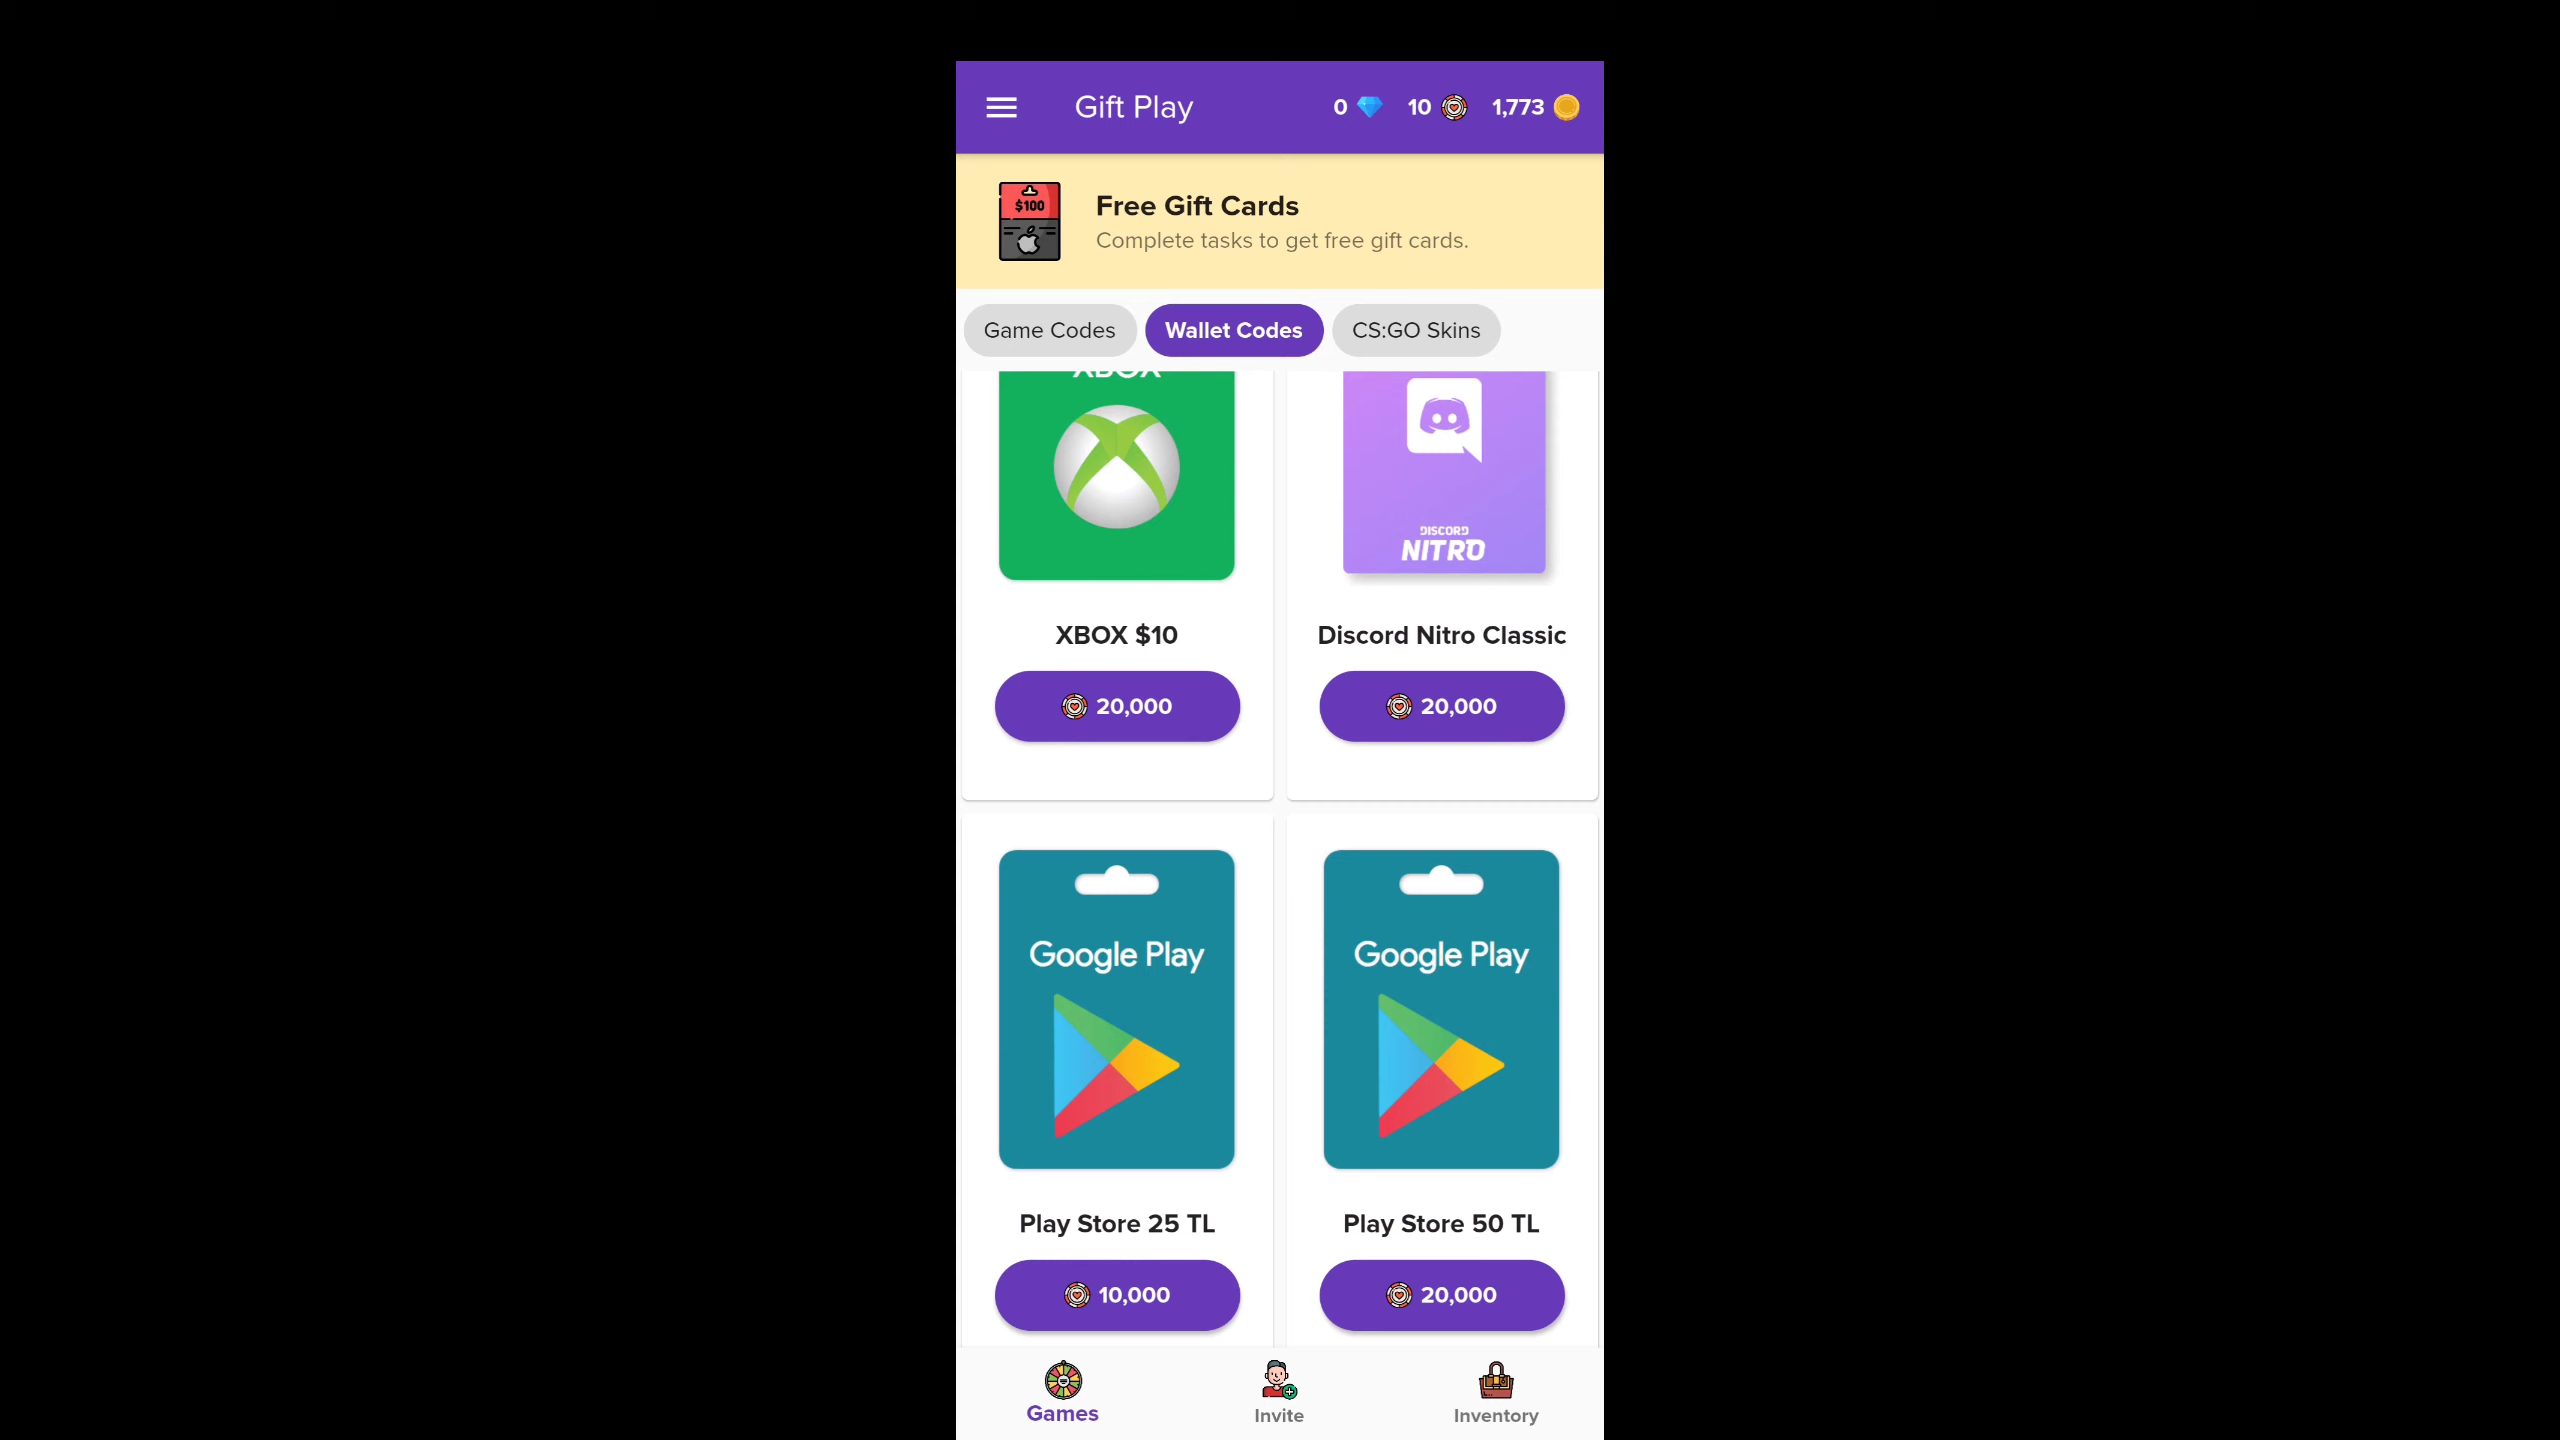 Gift Play
0
10
1,773
$100
Free Gift Cards
Complete tasks to get free gift cards.
Game Codes
Wallet Codes
CS:GO Skins
XBOX
DISCORD
NITRO
XBOX $10
Discord Nitro Classic
20,000
20,000
Google Play
Google Play
Play Store 25 TL
Play Store 50 TL
10,000
20,000
Games
Invite
Inventory